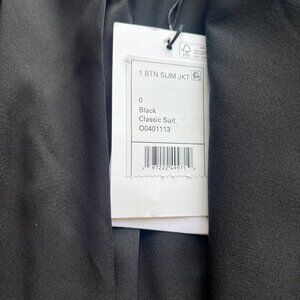 1 BTN SLIM JKT
0
Black
Classic Suit
O0401113